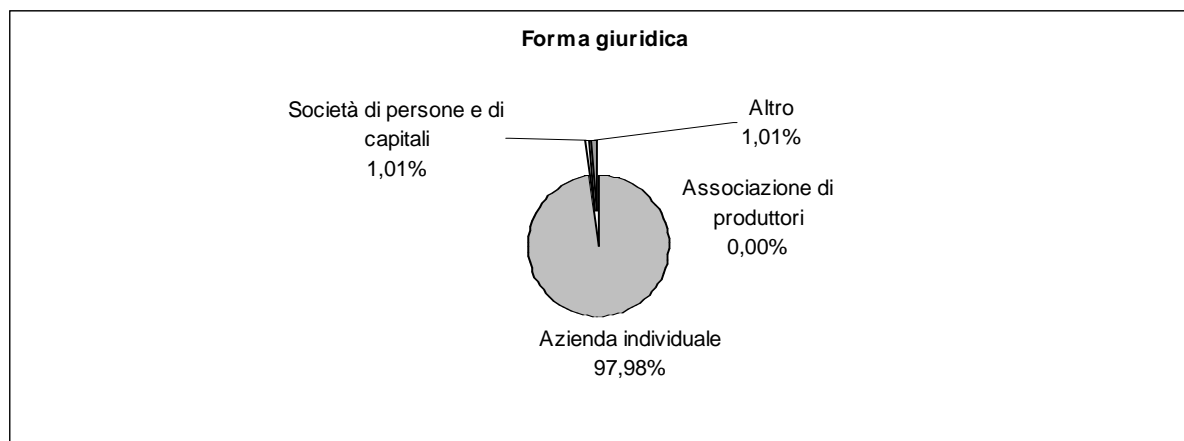 Forma giuridica
Società di persone e di
capitali
1,01%
Altro
1,01%
Associazione di
produttori
0,00%
Azienda individuale
97,98%